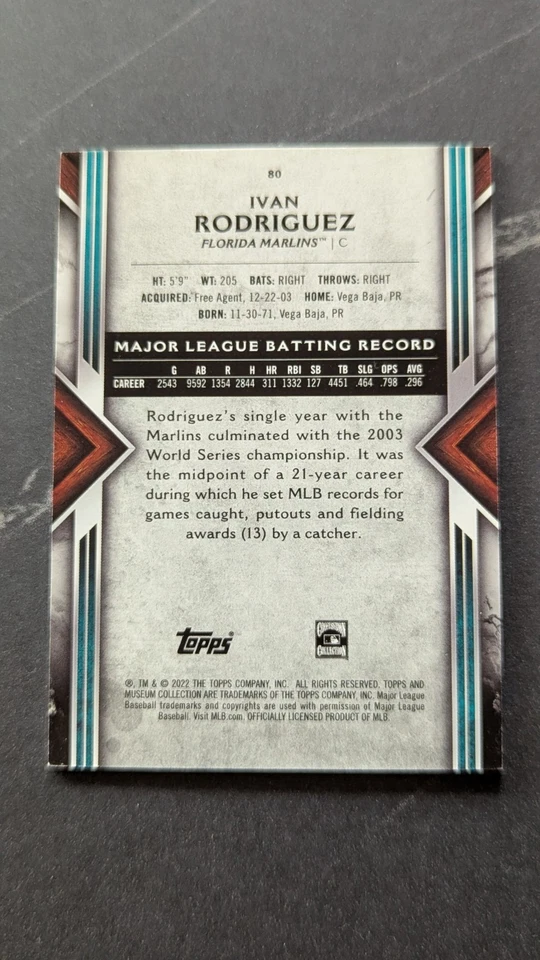 80
IVAN
RODRIGUEZ
FLORIDA MARLINS™ | C
HT: 5'9" WT: 205 BATS: RIGHT THROWS: RIGHT
ACQUIRED: Free Agent, 12-22-03 HOME: Vega Baja, PR
BORN: 11-30-71, Vega Baja, PR
MAJOR LEAGUE BATTING RECORD
G AB R H HR RBI SB TB SLG OPS AVG
CAREER 2543 9592 1354 2844 311 1332 127 4451 .464 .798 .296
Rodriguez's single year with the
Marlins culminated with the 2003
World Series championship. It was
the midpoint of a 21-year career
during which he set MLB records for
games caught, putouts and fielding
awards (13) by a catcher.
topps®
COOPERSTOWN
COLLECTION
®, TM & © 2022 THE TOPPS COMPANY, INC. ALL RIGHTS RESERVED. TOPPS AND
MUSEUM COLLECTION ARE TRADEMARKS OF THE TOPPS COMPANY, INC. Major League
Baseball trademarks and copyrights are used with permission of Major League
Baseball. Visit MLB.com. OFFICIALLY LICENSED PRODUCT OF MLB.